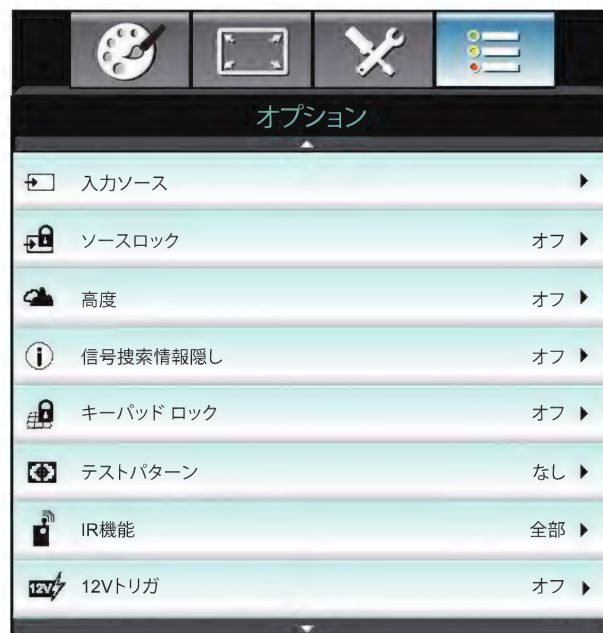 オプション
入力ソース
ソースロック オフ
高度 オフ
信号捜索情報隠し オフ
キーパッド ロック オフ
テストパターン なし
IR機能 全部
12V 12Vトリガ オフ